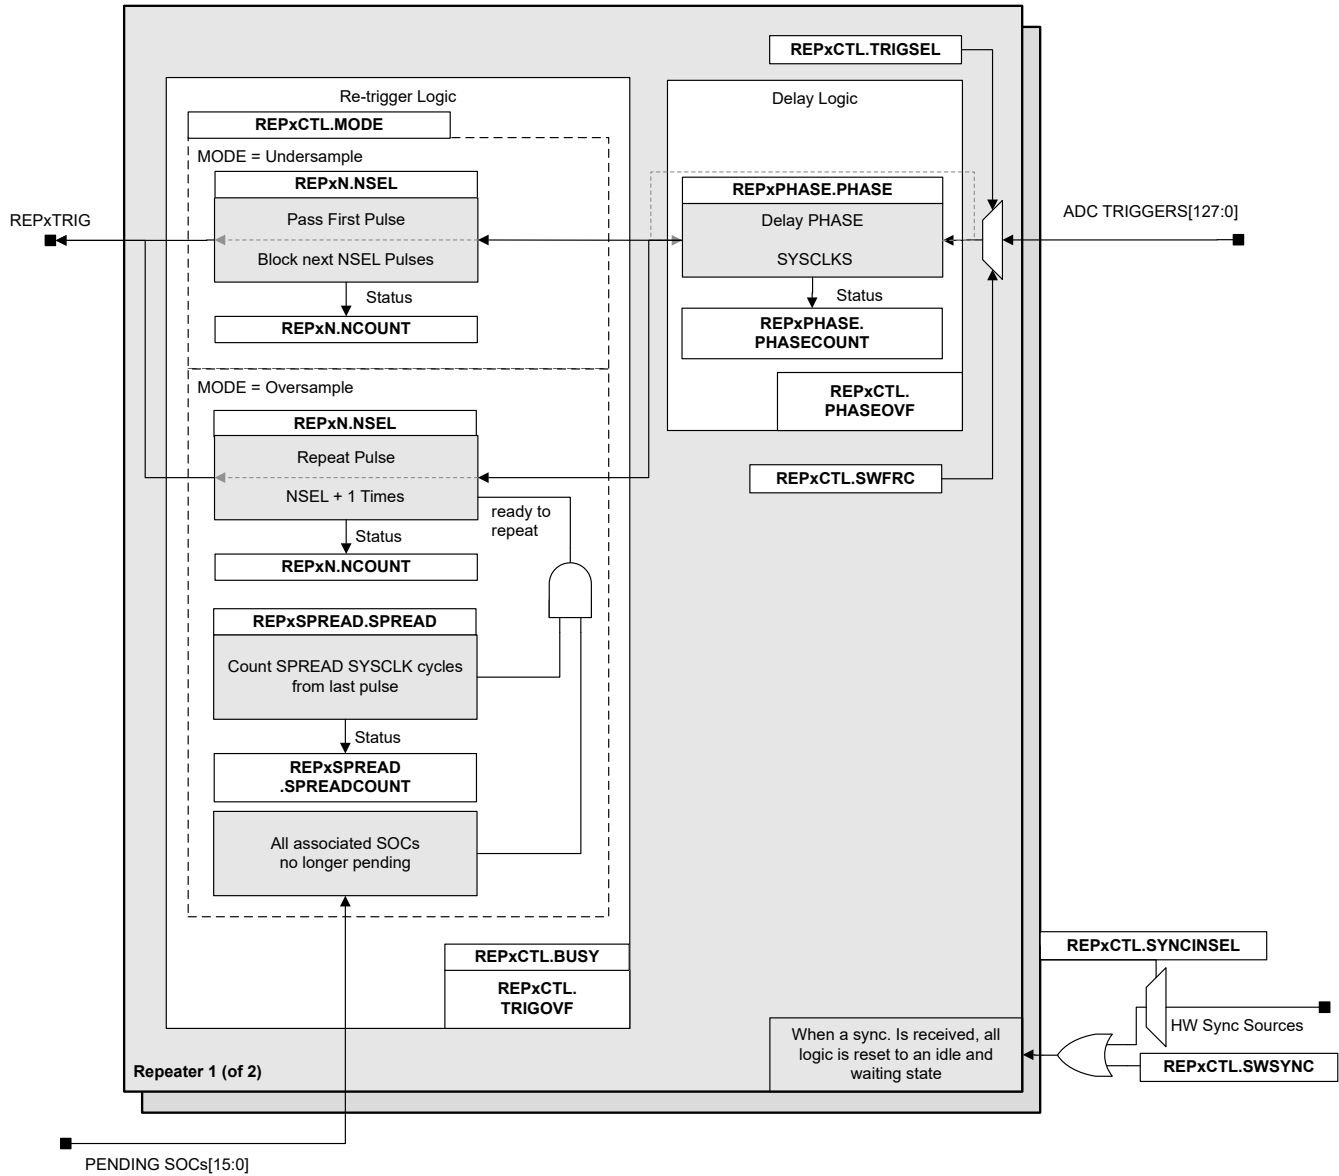 REPxCTL.TRIGSEL
Re-trigger Logic
Delay Logic
REPxCTL.MODE
MODE = Undersample
REPxN.NSEL
REPxPHASE.PHASE
REPxTRIG
Pass First Pulse
Delay PHASE
ADC TRIGGERS[127:0]
Block next NSEL Pulses
SYSCLKS
Status
Status
REPxN.NCOUNT
REPxPHASE.
PHASECOUNT
MODE = Oversample
REPxCTL.
PHASEOVF
REPxN.NSEL
Repeat Pulse
REPxCTL.SWFRC
NSEL + 1 Times
ready to
repeat
Status
REPxN.NCOUNT
REPxSPREAD.SPREAD
Count SPREAD SYSCLK cycles
from last pulse
Status
REPxSPREAD
.SPREADCOUNT
All associated SOCs
no longer pending
REPxCTL.BUSY
REPxCTL.
TRIGOVF
REPxCTL.SYNCINSEL
HW Sync Sources
When a sync. Is received, all
logic is reset to an idle and
waiting state
REPxCTL.SWSYNC
Repeater 1 (of 2)
PENDING SOCs[15:0]